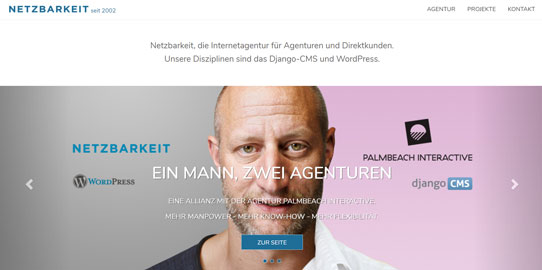 NETZBARKEIT seit 2002
AGENTUR PROJEKTE KONTAKT
Netzbarkeit, die Internetagentur für Agenturen und Direktkunden.
Unsere Disziplinen sind das Django-CMS und WordPress.
NETZBARKEIT
PALMBEACH INTERACTIVE
WORDPRESS
django CMS
EIN MANN, ZWEI AGENTUREN
EINE ALLIANZ MIT DER AGENTUR PALMBEACH INTERACTIVE.
MEHR MANPOWER - MEHR KNOW-HOW - MEHR FLEXIBILITÄT.
ZUR SEITE